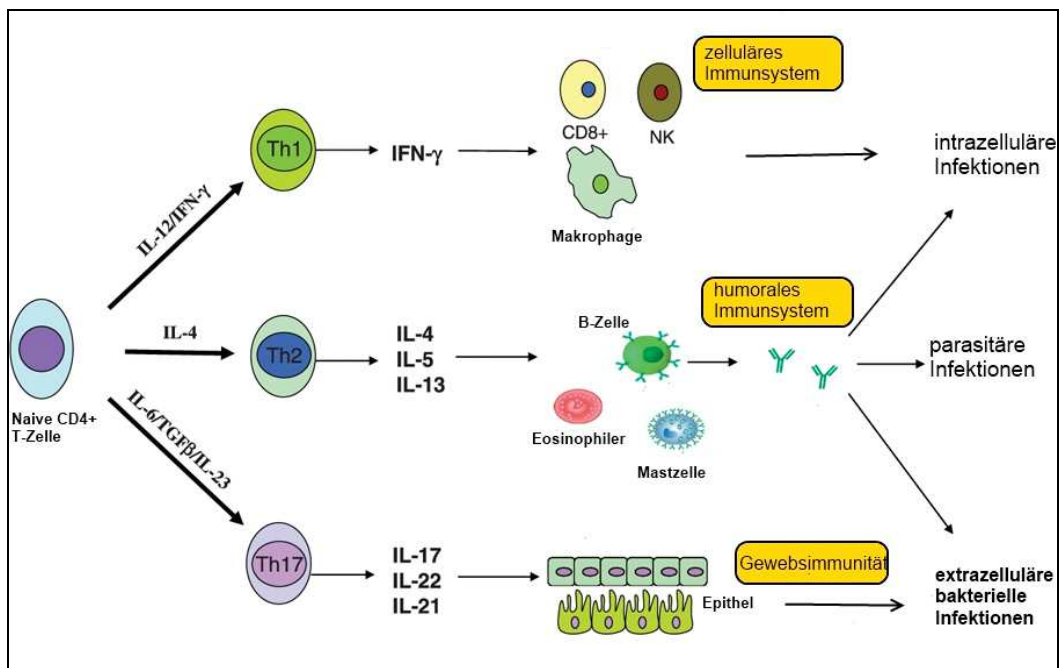 zelluläres
Immunsystem
CD8+
NK
Th1
IFN-γ
Makrophage
intrazelluläre
Infektionen
IL-12/IFN-γ
Naive CD4+
T-Zelle
IL-4
Th2
IL-4
IL-5
IL-13
B-Zelle
Eosinophiler
Mastzelle
humorales
Immunsystem
parasitäre
Infektionen
IL-6/TGFβ/IL-23
Th17
IL-17
IL-22
IL-21
Epithel
Gewebsimmunität
extrazelluläre
bakterielle
Infektionen